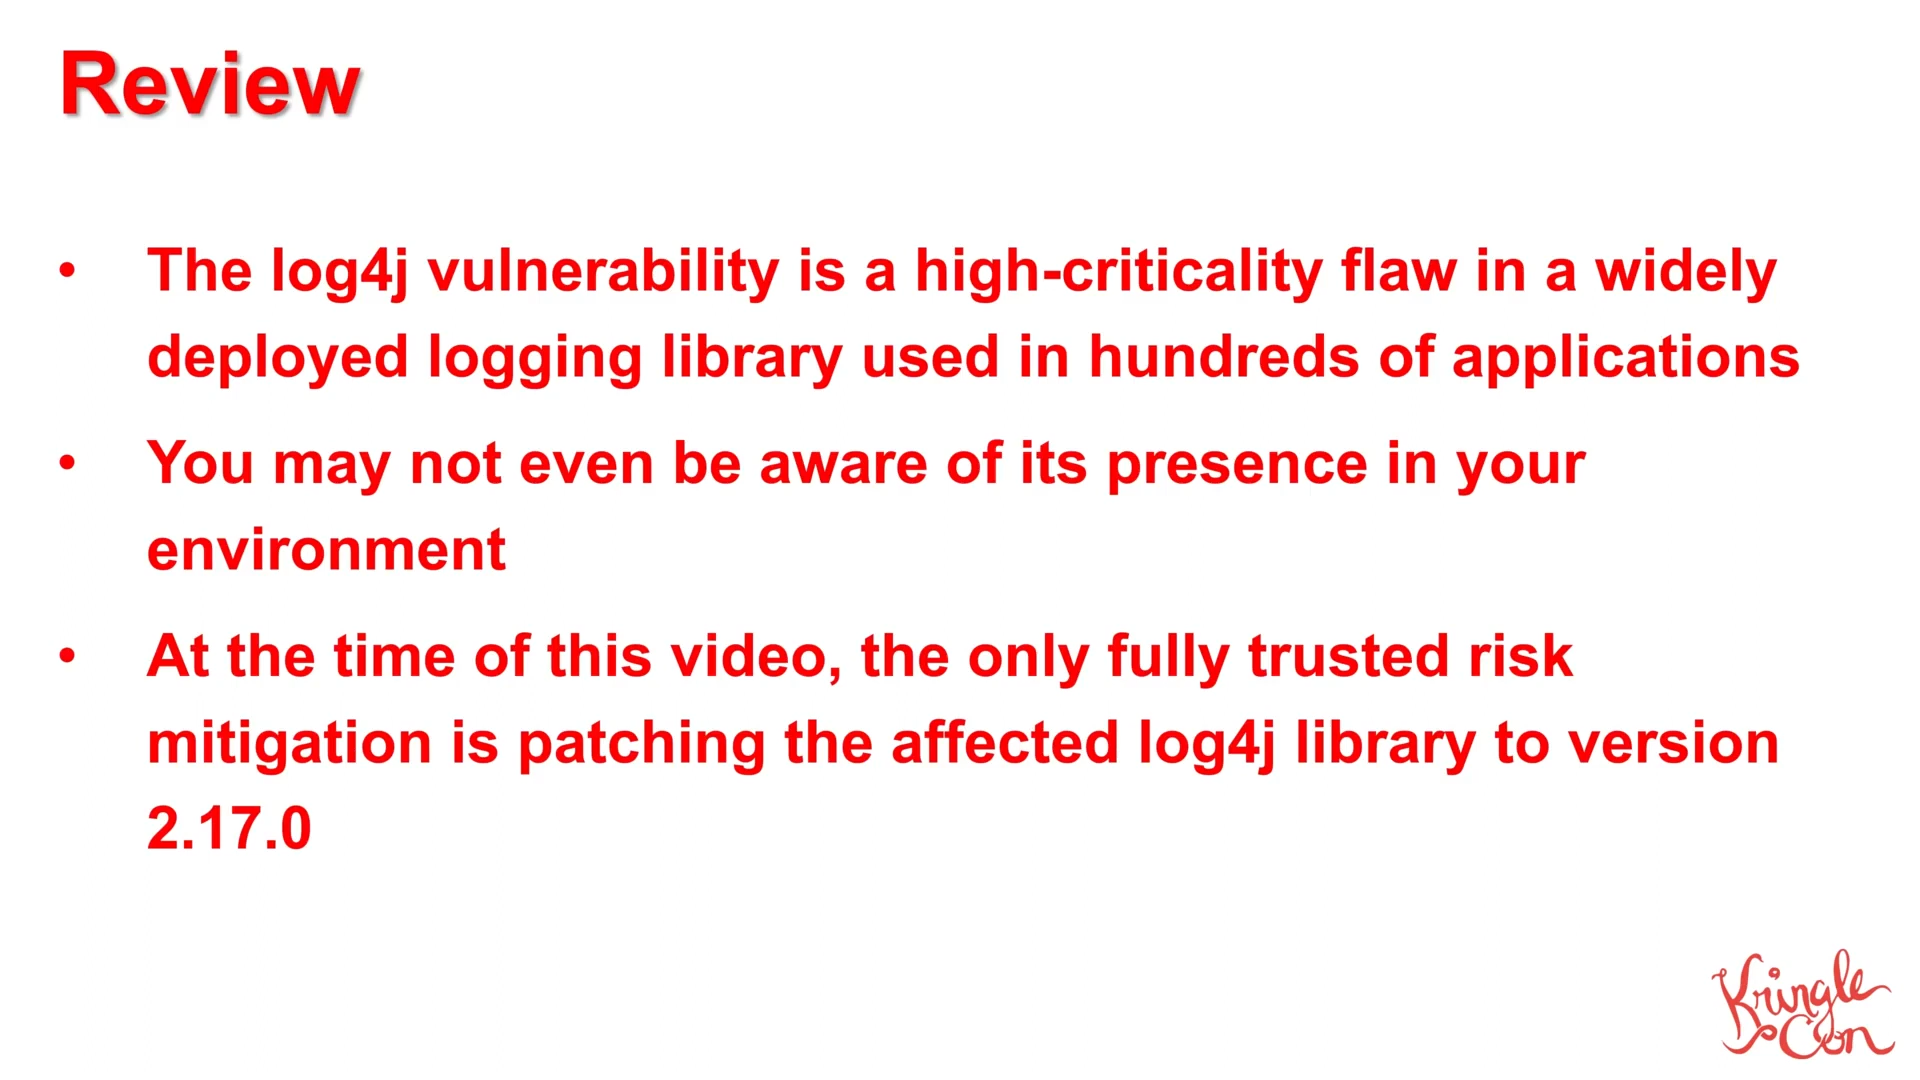 Review
• The log4j vulnerability is a high-criticality flaw in a widely
deployed logging library used in hundreds of applications
• You may not even be aware of its presence in your
environment
• At the time of this video, the only fully trusted risk
mitigation is patching the affected log4j library to version
2.17.0
Kringle
Con